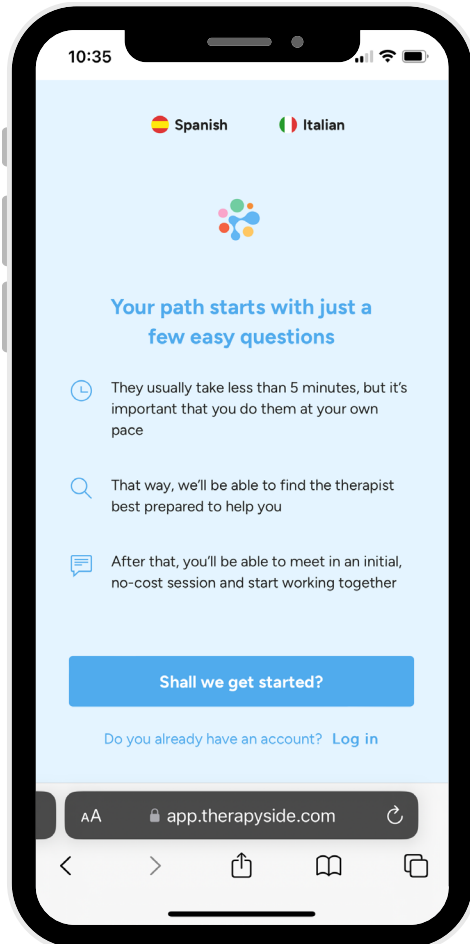 10:35
Spanish
Italian
Your path starts with just a
few easy questions
They usually take less than 5 minutes, but it's
important that you do them at your own
pace
That way, we'll be able to find the therapist
best prepared to help you
After that, you'll be able to meet in an initial,
no-cost session and start working together
Shall we get started?
Do you already have an account? Log in
AA
app.therapyside.com